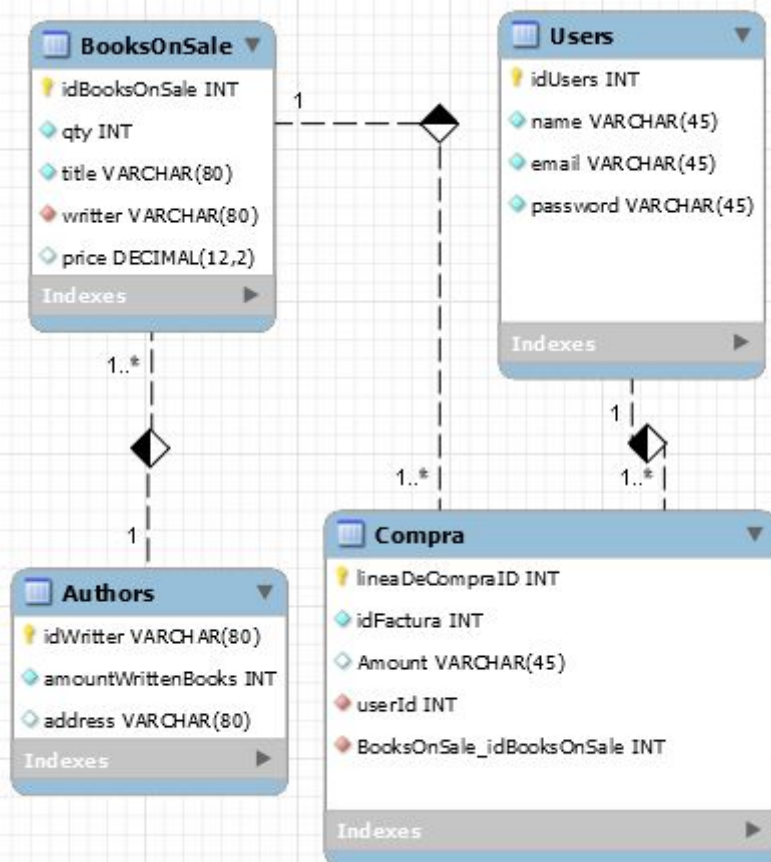 BooksOnSale
idBooksOnSale INT
qty INT
title VARCHAR(80)
writter VARCHAR(80)
price DECIMAL(12,2)
Indexes
1
Users
idUsers INT
name VARCHAR(45)
email VARCHAR(45)
password VARCHAR(45)
Indexes
1..*
1
1
1..*
1..*
Authors
idWritter VARCHAR(80)
amountWrittenBooks INT
address VARCHAR(80)
Indexes
Compra
lineaDeCompraID INT
idFactura INT
Amount VARCHAR(45)
userId INT
BooksOnSale_idBooksOnSale INT
Indexes